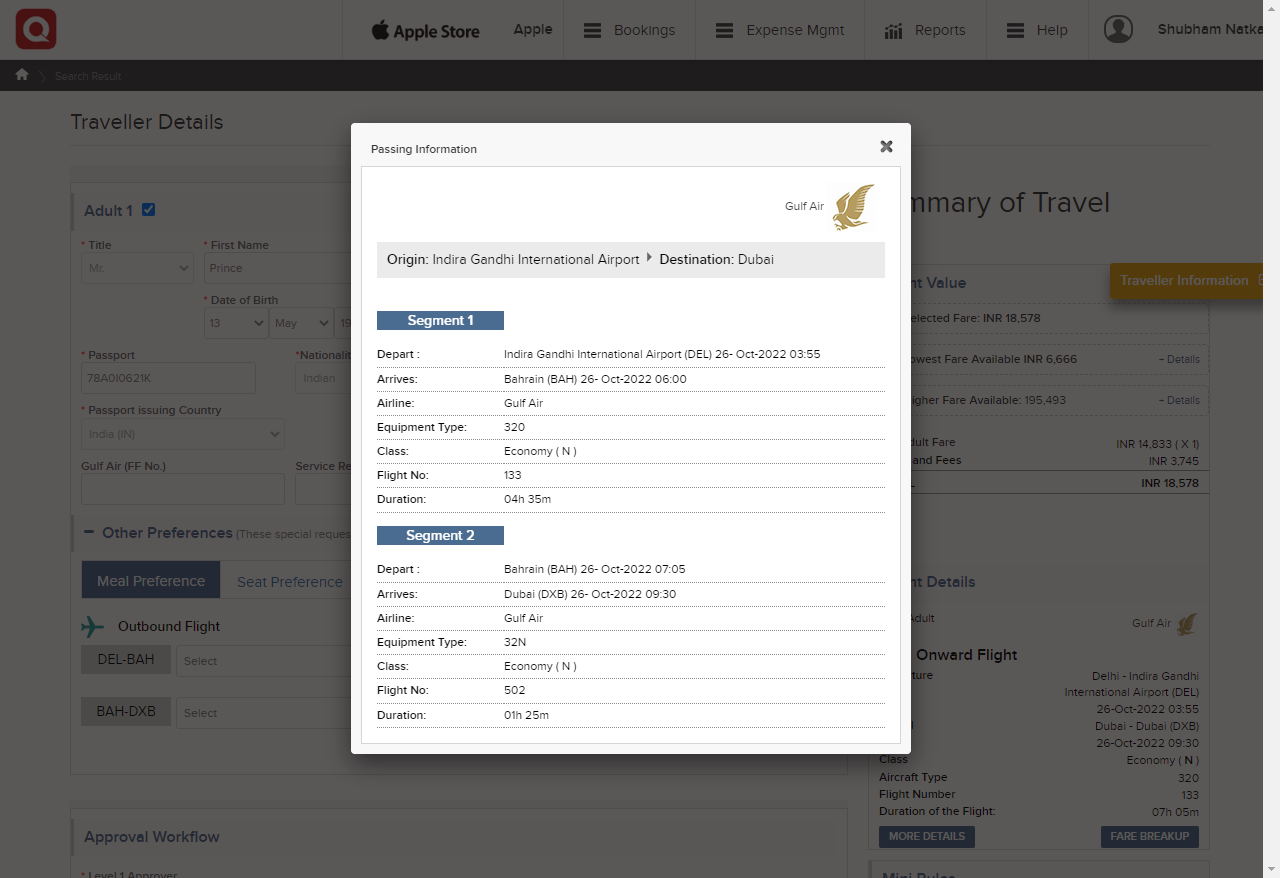 Apple Store
Apple
Bookings
Expense Mgmt
Reports
Help
Shubham Natka
Search Result
Traveller Details
Passing Information
Gulf Air
Origin: Indira Gandhi International Airport Destination: Dubai
Segment 1
Depart : Indira Gandhi International Airport (DEL) 26- Oct-2022 03:55
Arrives: Bahrain (BAH) 26- Oct-2022 06:00
Airline: Gulf Air
Equipment Type: 320
Class: Economy ( N )
Flight No: 133
Duration: 04h 35m
Segment 2
Depart : Bahrain (BAH) 26- Oct-2022 07:05
Arrives: Dubai (DXB) 26- Oct-2022 09:30
Airline: Gulf Air
Equipment Type: 32N
Class: Economy ( N )
Flight No: 502
Duration: 01h 25m
Adult 1
* Title * First Name
Mr. Prince
* Date of Birth
13 May 19
* Passport *Nationalit
78A0I0621K Indian
* Passport issuing Country
India (IN)
Gulf Air (FF No.) Service Re
Other Preferences (These special reques
Meal Preference Seat Preference
Outbound Flight
DEL-BAH Select
BAH-DXB Select
Approval Workflow
* Level 1 Approver
mmary of Travel
nt Value
Traveller Information
elected Fare: INR 18,578
owest Fare Available INR 6,666 – Details
igher Fare Available: 195,493 – Details
dult Fare INR 14,833 ( X 1)
and Fees INR 3,745
INR 18,578
nt Details
Adult
Gulf Air
Onward Flight
ture Delhi - Indira Gandhi
International Airport (DEL)
26-Oct-2022 03:55
l Dubai - Dubai (DXB)
26-Oct-2022 09:30
Class Economy ( N )
Aircraft Type 320
Flight Number 133
Duration of the Flight: 07h 05m
MORE DETAILS FARE BREAKUP
Mini Rules